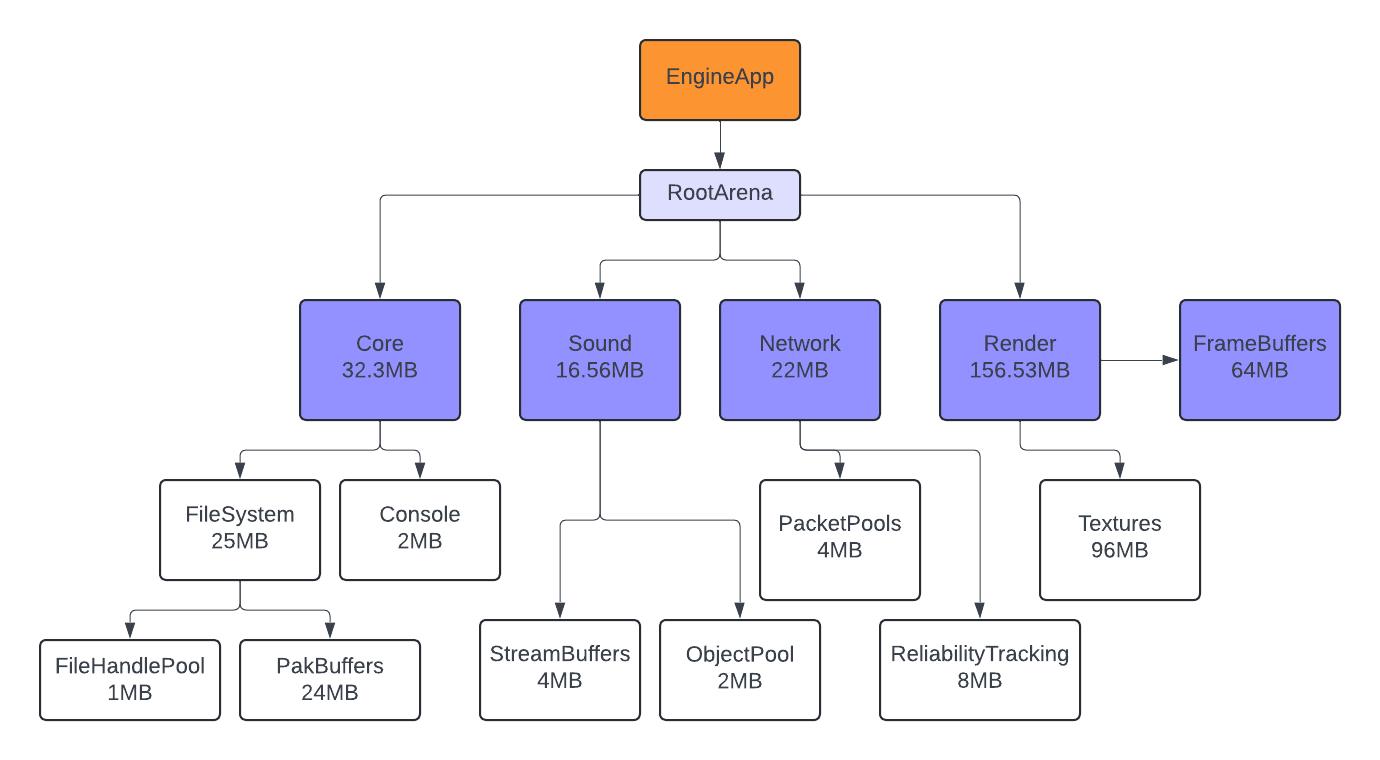 EngineApp
RootArena
Core
32.3MB
Sound
16.56MB
Network
22MB
Render
156.53MB
FrameBuffers
64MB
FileSystem
25MB
Console
2MB
PacketPools
4MB
Textures
96MB
FileHandlePool
1MB
PakBuffers
24MB
StreamBuffers
4MB
ObjectPool
2MB
ReliabilityTracking
8MB